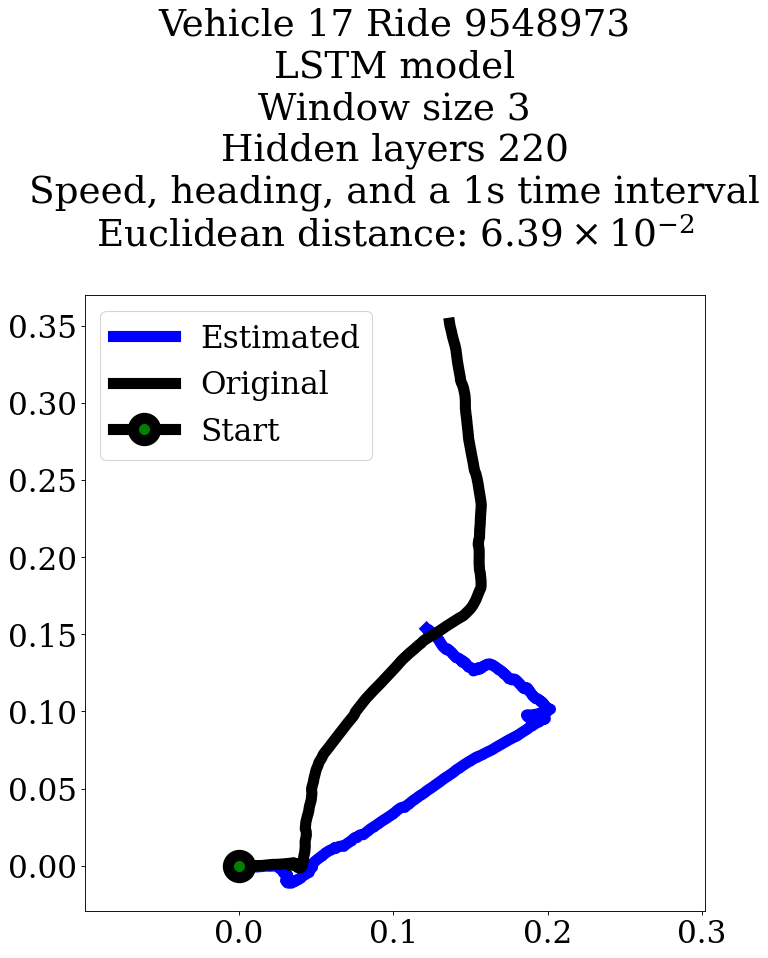 Vehicle 17 Ride 9548973
LSTM model
Window size 3
Hidden layers 220
Speed, heading, and a 1s time interval
Euclidean distance: 6.39 × 10⁻²
Estimated
Original
Start
0.35
0.30
0.25
0.20
0.15
0.10
0.05
0.00
0.0 0.1 0.2 0.3